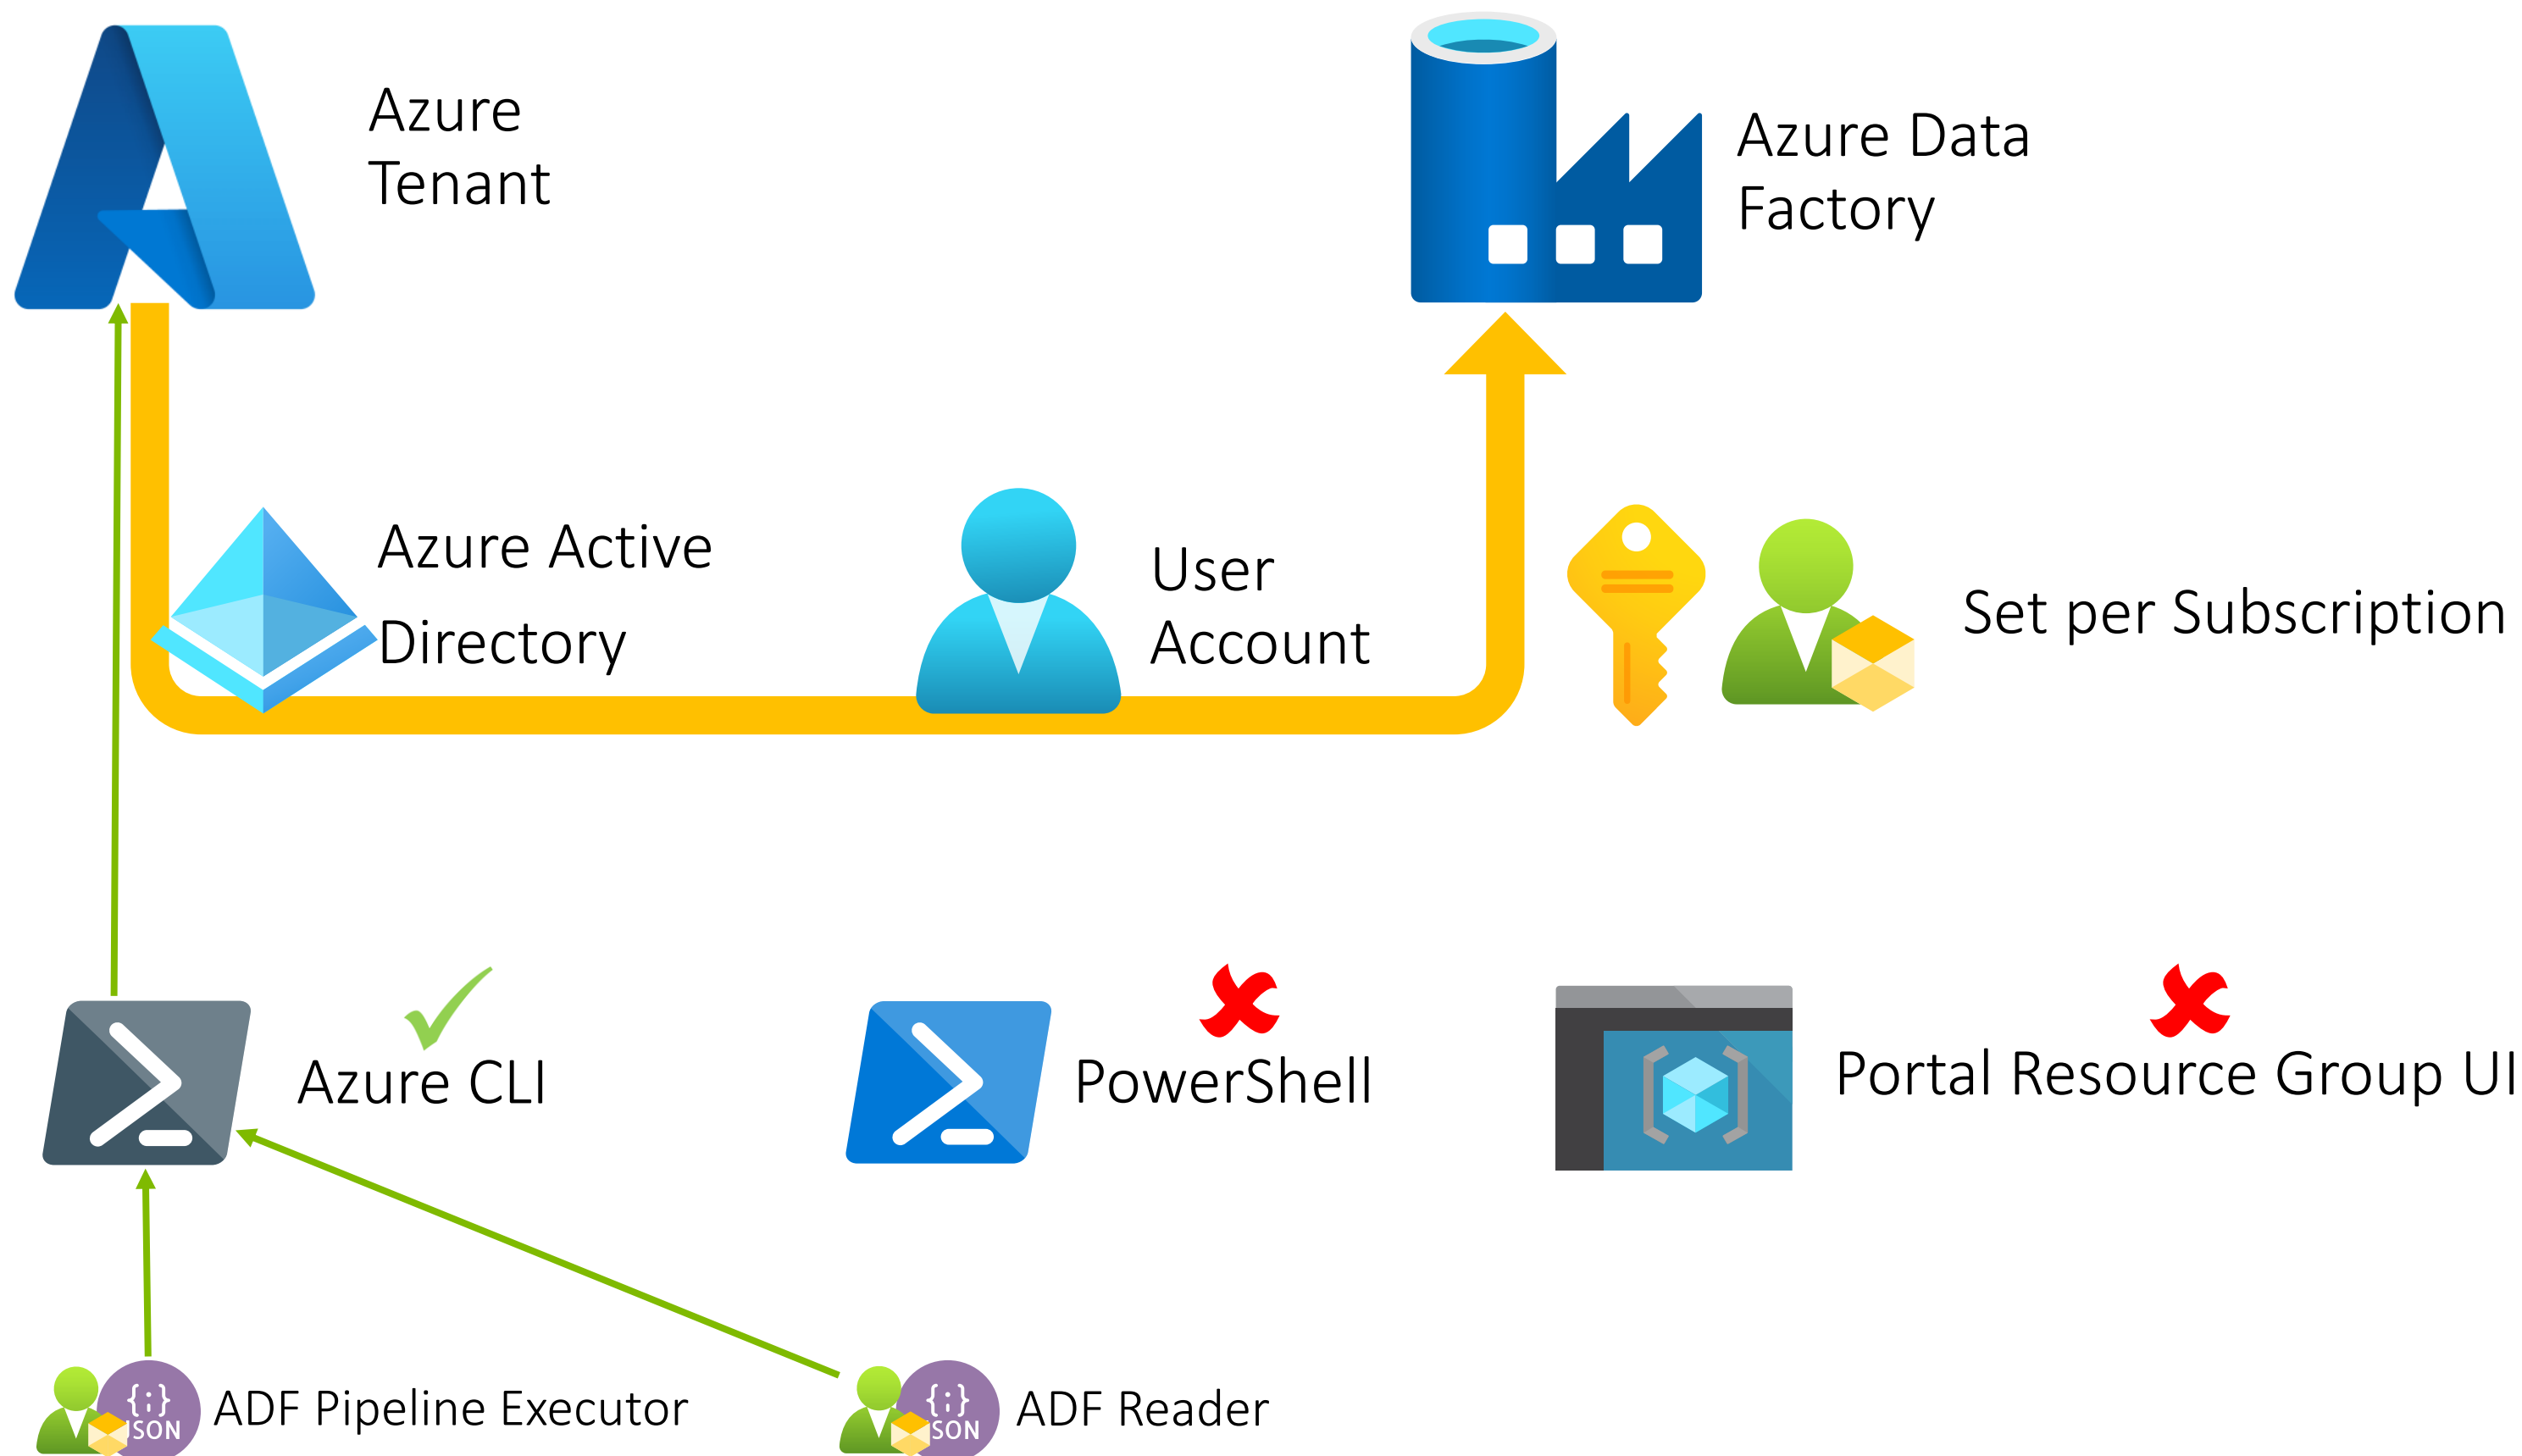 Azure
Tenant
Azure Data
Factory
Azure Active
Directory
User
Account
Set per Subscription
Azure CLI
PowerShell
Portal Resource Group UI
{;}
SON
ADF Pipeline Executor
{;}
SON
ADF Reader